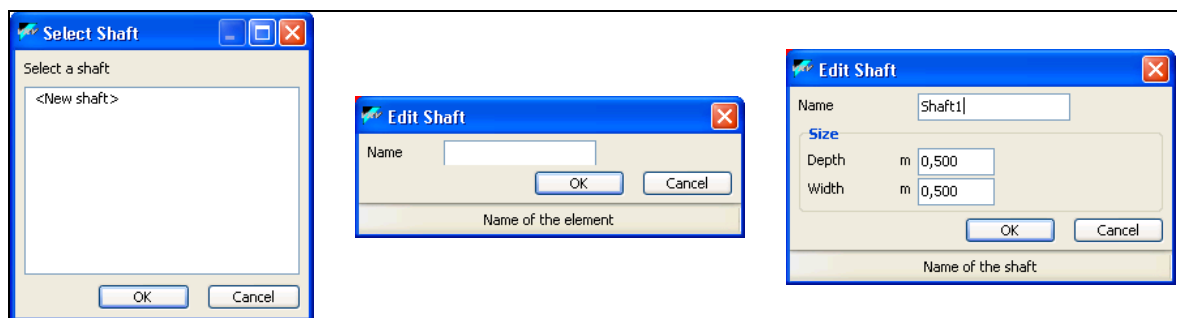 Select Shaft
Select a shaft
<New shaft>
OK Cancel
Edit Shaft
Name
OK Cancel
Name of the element
Edit Shaft
Name Shaft1
Size
Depth m 0,500
Width m 0,500
OK Cancel
Name of the shaft